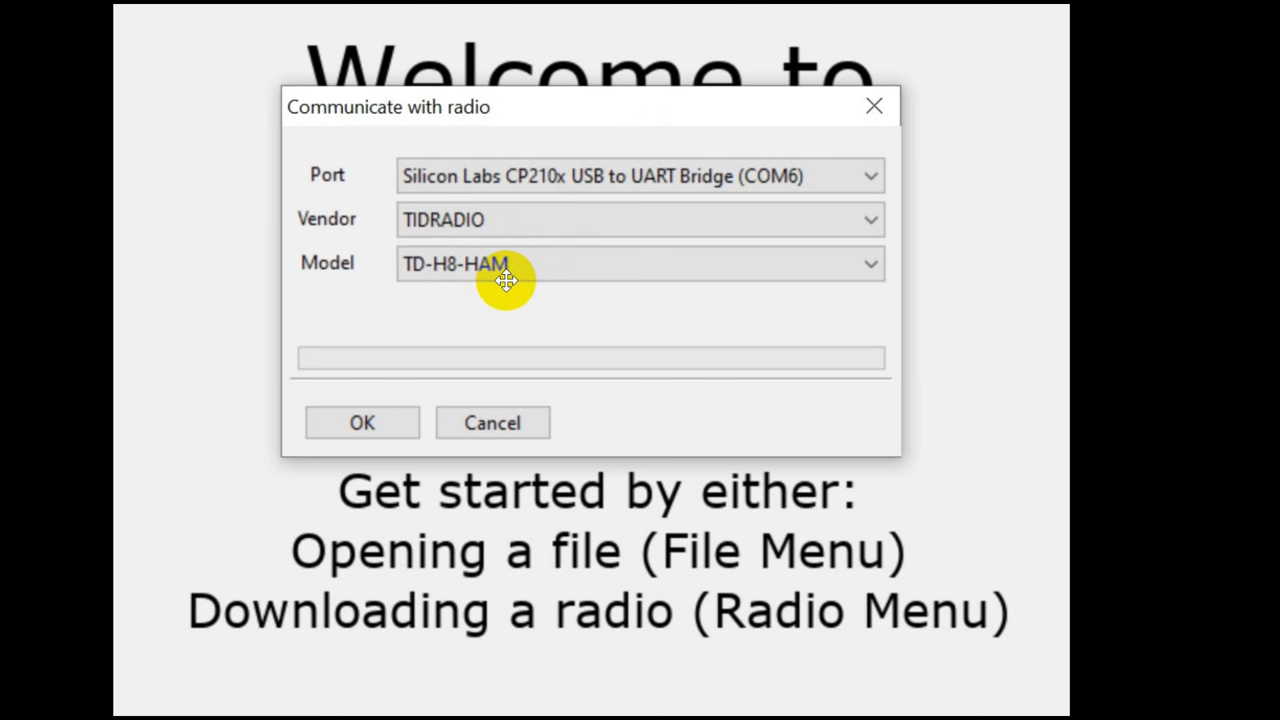 Welcome to
Communicate with radio
Port
Silicon Labs CP210x USB to UART Bridge (COM6)
Vendor
TIDRADIO
Model
TD-H8-HAM
OK
Cancel
Get started by either:
Opening a file (File Menu)
Downloading a radio (Radio Menu)